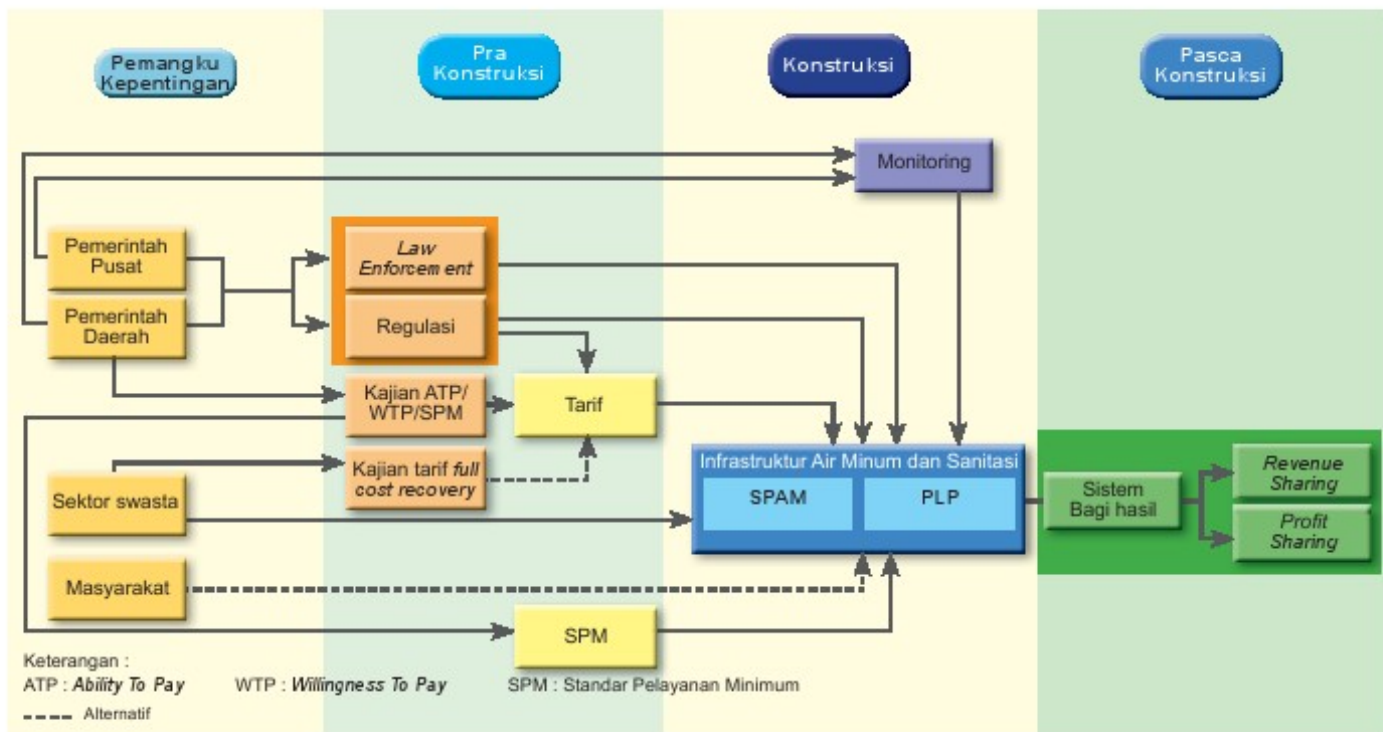 Pemangku
Kepentingan
Pra
Konstruksi
Konstruksi
Pasca
Konstruksi
Monitoring
Pemerintah
Pusat
Law
Enforcement
Pemerintah
Daerah
Regulasi
Kajian ATP/
WTP/SPM
Tarif
Kajian tarif full
cost recovery
Sektor swasta
Infrastruktur Air Minum dan Sanitasi
SPAM
PLP
Sistem
Bagi hasil
Revenue
Sharing
Profit
Sharing
Masyarakat
SPM
Keterangan :
ATP : Ability To Pay WTP : Willingness To Pay SPM : Standar Pelayanan Minimum
Alternatif